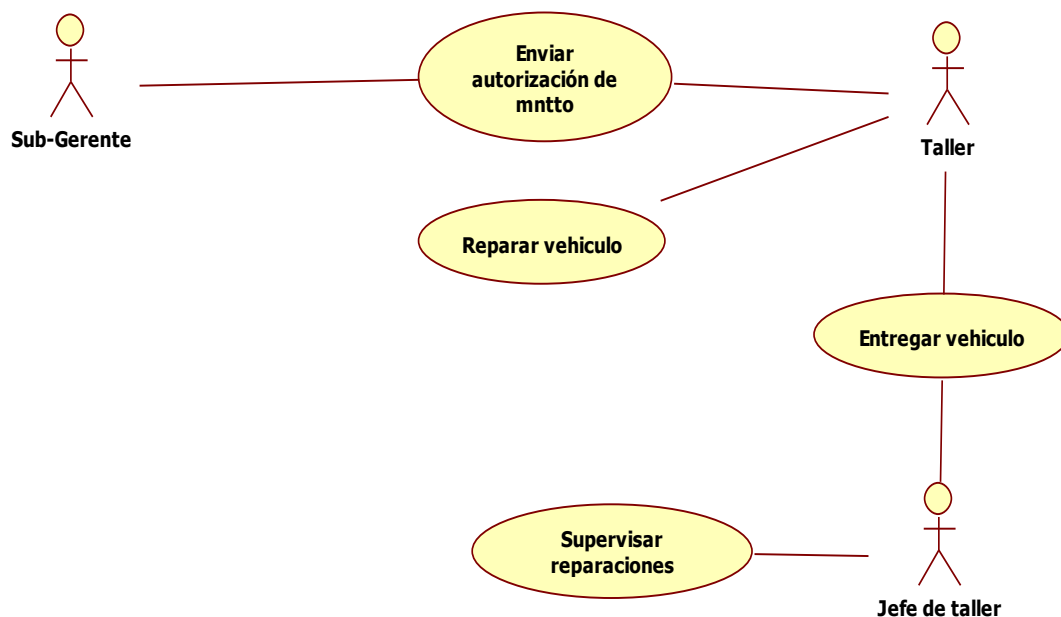 Enviar
autorización de
mntto
Sub-Gerente
Taller
Reparar vehiculo
Entregar vehiculo
Supervisar
reparaciones
Jefe de taller